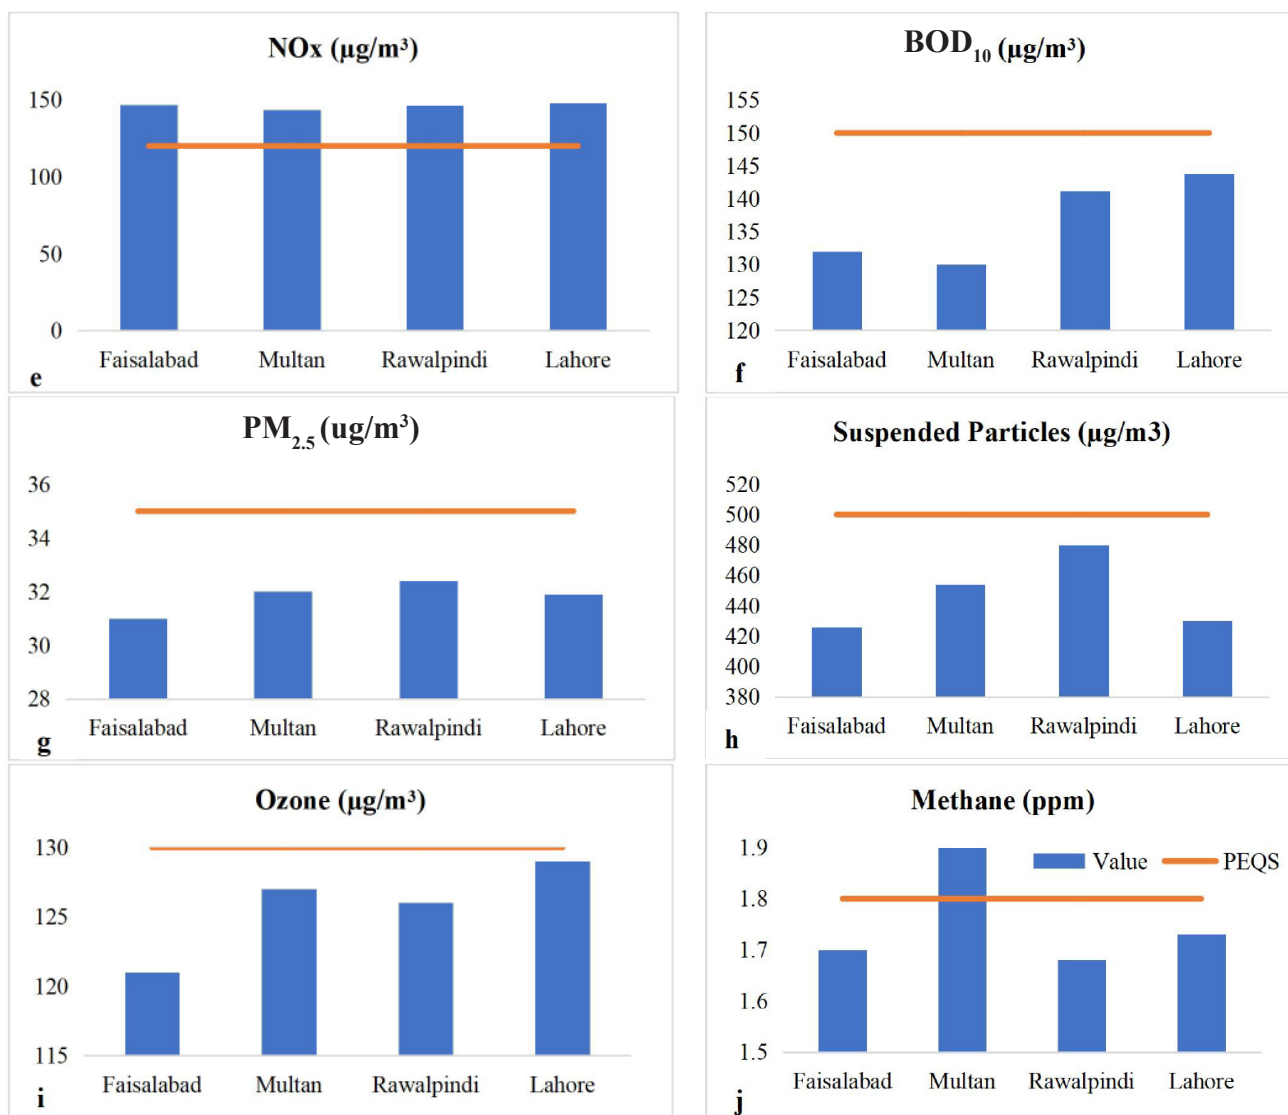 NOx (μg/m³)
150
100
50
0
Faisalabad Multan Rawalpindi Lahore
e
BOD₁₀ (μg/m³)
155
150
145
140
135
130
125
120
Faisalabad Multan Rawalpindi Lahore
f
PM₂.₅ (ug/m³)
36
34
32
30
28
Faisalabad Multan Rawalpindi Lahore
g
Suspended Particles (μg/m3)
520
500
480
460
440
420
400
380
Faisalabad Multan Rawalpindi Lahore
h
Ozone (μg/m³)
130
125
120
115
Faisalabad Multan Rawalpindi Lahore
i
Methane (ppm)
Value PEQS
1.9
1.8
1.7
1.6
1.5
Faisalabad Multan Rawalpindi Lahore
j